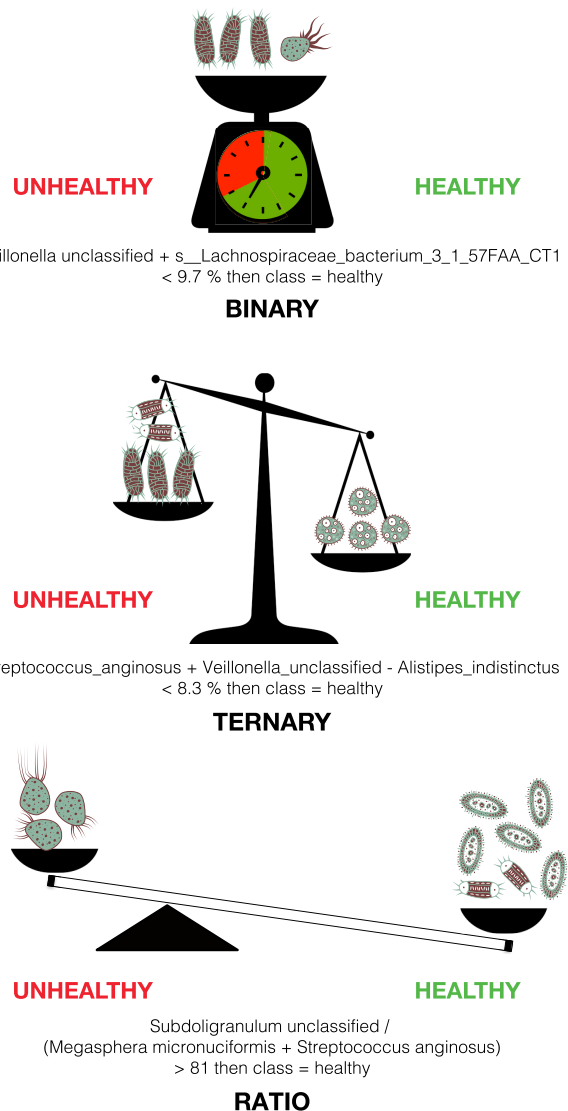 UNHEALTHY
HEALTHY
illonella unclassified + s__Lachnospiraceae_bacterium_3_1_57FAA_CT1
< 9.7 % then class = healthy
BINARY
UNHEALTHY
HEALTHY
reptococcus_anginosus + Veillonella_unclassified - Alistipes_indistinctus
< 8.3 % then class = healthy
TERNARY
UNHEALTHY
HEALTHY
Subdoligranulum unclassified /
(Megasphera micronuciformis + Streptococcus anginosus)
> 81 then class = healthy
RATIO